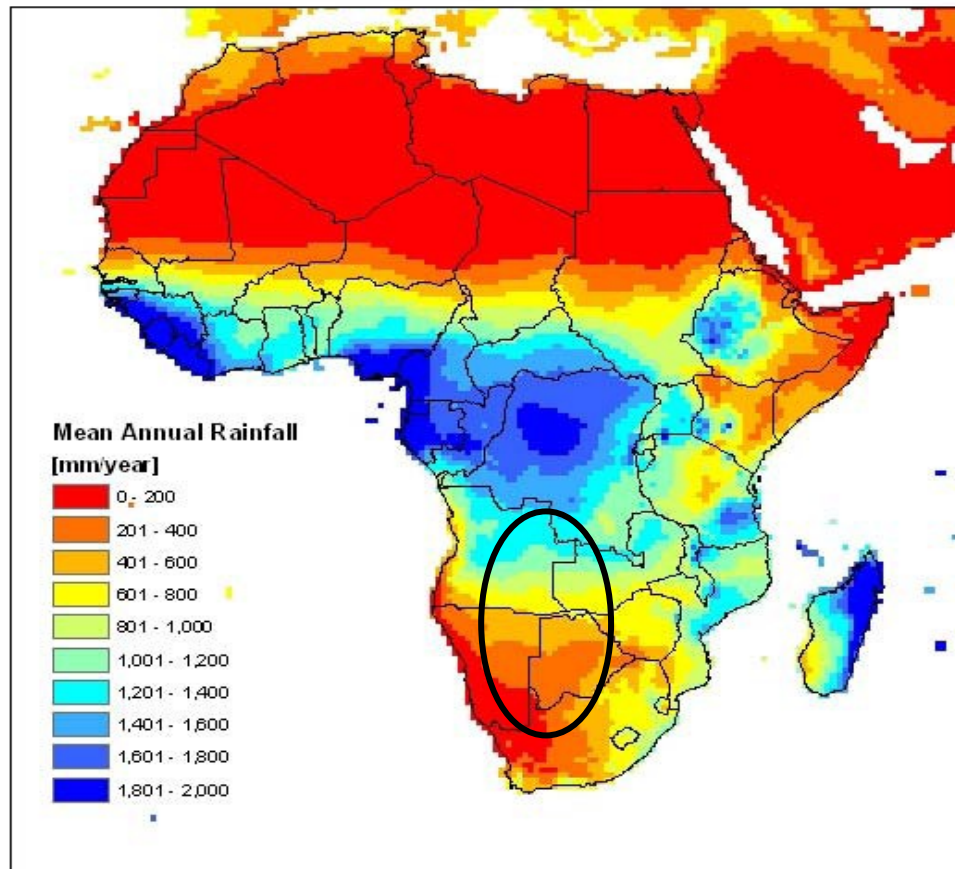 Mean Annual Rainfall
[mm/year]
0 - 200
201 - 400
401 - 600
601 - 800
801 - 1,000
1,001 - 1,200
1,201 - 1,400
1,401 - 1,600
1,601 - 1,800
1,801 - 2,000